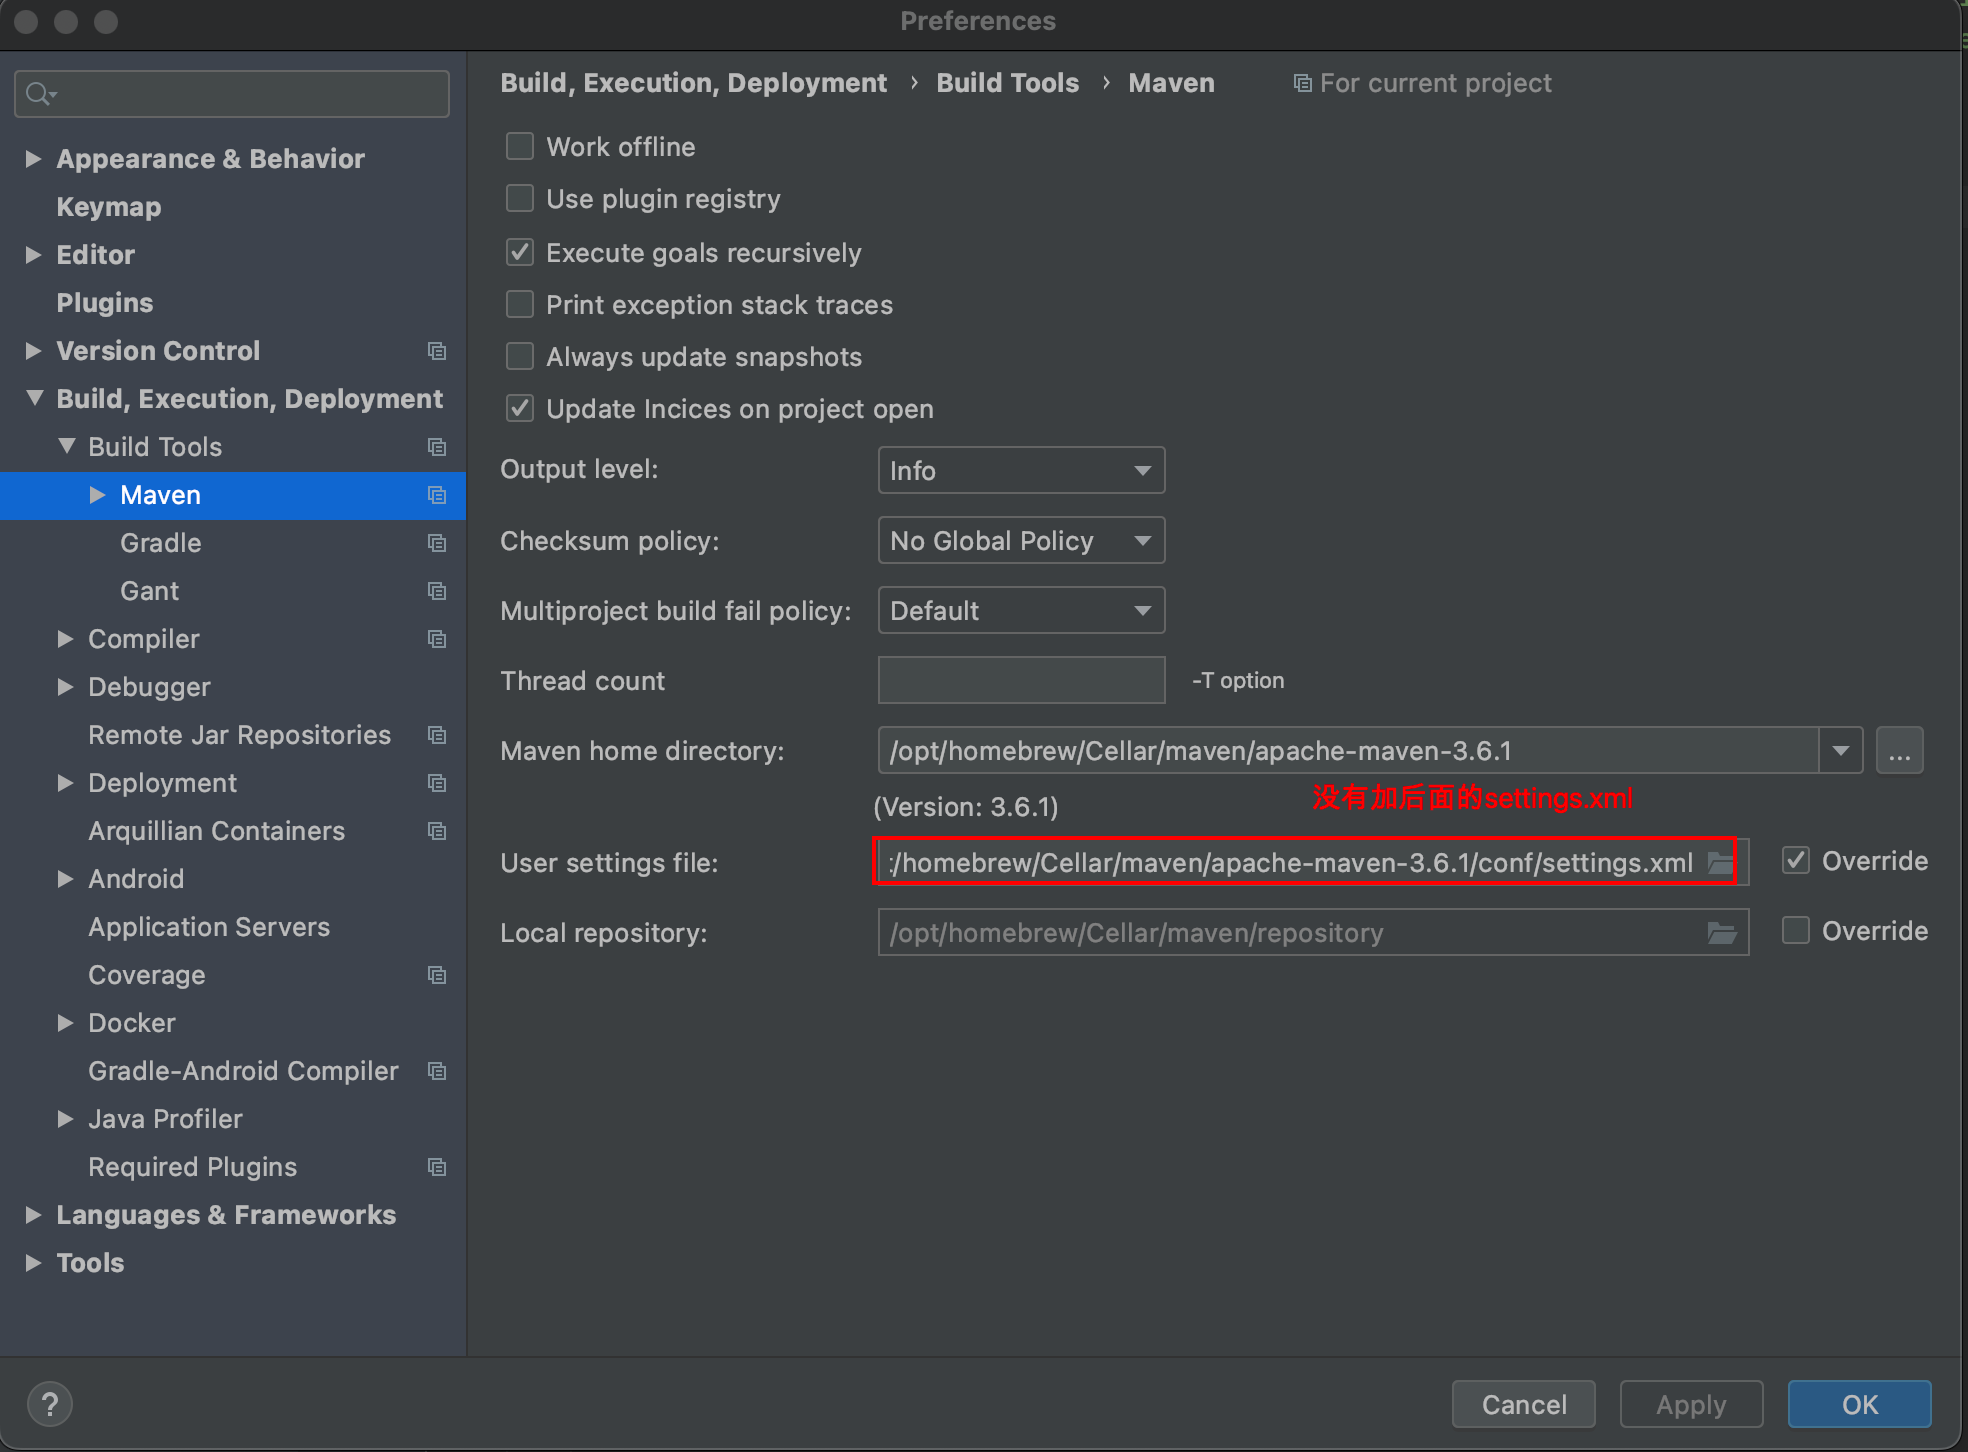 Preferences
Build, Execution, Deployment › Build Tools › Maven For current project
Appearance & Behavior
Keymap
Editor
Plugins
Version Control
Build, Execution, Deployment
Build Tools
Maven
Gradle
Gant
Compiler
Debugger
Remote Jar Repositories
Deployment
Arquillian Containers
Android
Application Servers
Coverage
Docker
Gradle-Android Compiler
Java Profiler
Required Plugins
Languages & Frameworks
Tools
Work offline
Use plugin registry
Execute goals recursively
Print exception stack traces
Always update snapshots
Update Incices on project open
Output level: Info
Checksum policy: No Global Policy
Multiproject build fail policy: Default
Thread count -T option
Maven home directory: /opt/homebrew/Cellar/maven/apache-maven-3.6.1 ...
(Version: 3.6.1) 没有加后面的settings.xml
User settings file: :/homebrew/Cellar/maven/apache-maven-3.6.1/conf/settings.xml Override
Local repository: /opt/homebrew/Cellar/maven/repository Override
? Cancel Apply OK